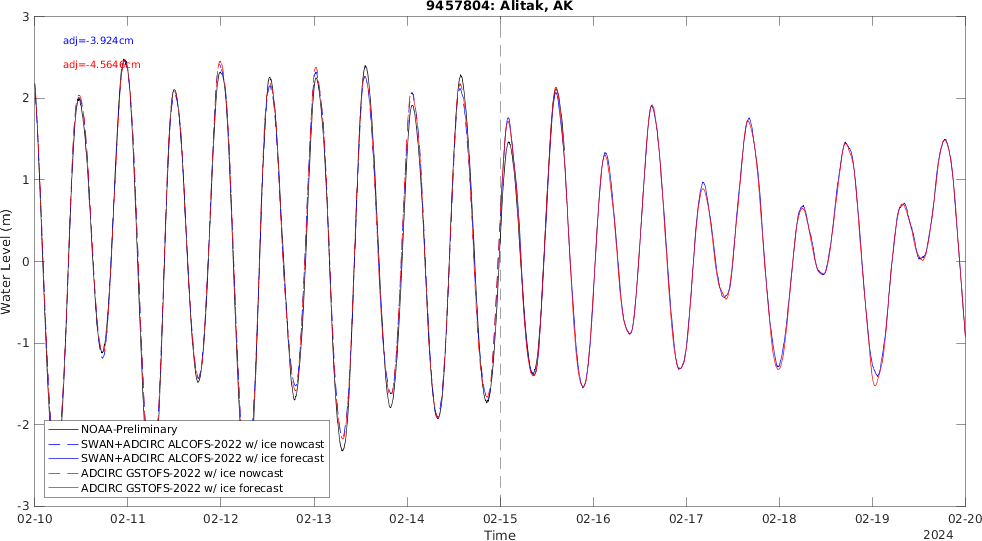 9457804: Alitak, AK
adj=-3.924cm
adj=-4.5646cm
3
2
1
0
-1
-2
-3
Water Level (m)
NOAA-Preliminary
SWAN+ADCIRC ALCOFS-2022 w/ ice nowcast
SWAN+ADCIRC ALCOFS-2022 w/ ice forecast
ADCIRC GSTOFS-2022 w/ ice nowcast
ADCIRC GSTOFS-2022 w/ ice forecast
02-10 02-11 02-12 02-13 02-14 02-15 02-16 02-17 02-18 02-19 02-20
Time
2024